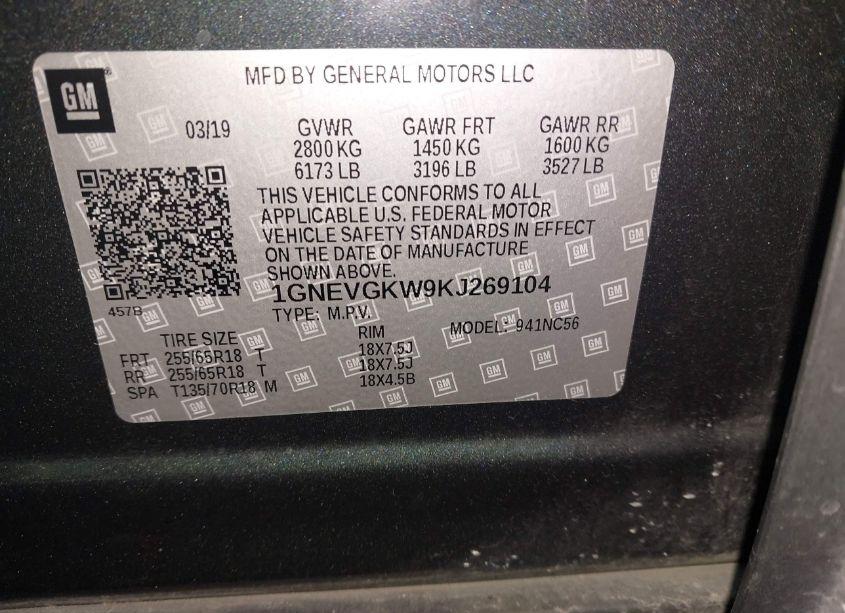 MFD BY GENERAL MOTORS LLC
GM
03/19 GVWR GAWR FRT GAWR RR
2800 KG 1450 KG 1600 KG
6173 LB 3196 LB 3527 LB
THIS VEHICLE CONFORMS TO ALL
APPLICABLE U.S. FEDERAL MOTOR
VEHICLE SAFETY STANDARDS IN EFFECT
ON THE DATE OF MANUFACTURE
SHOWN ABOVE.
1GNEVGKW9KJ269104
457B
TYPE: M.P.V. MODEL: 941NC56
TIRE SIZE RIM
FRT 255/65R18 T 18X7.5J
RR 255/65R18 T 18X7.5J
SPA T135/70R18 M 18X4.5B